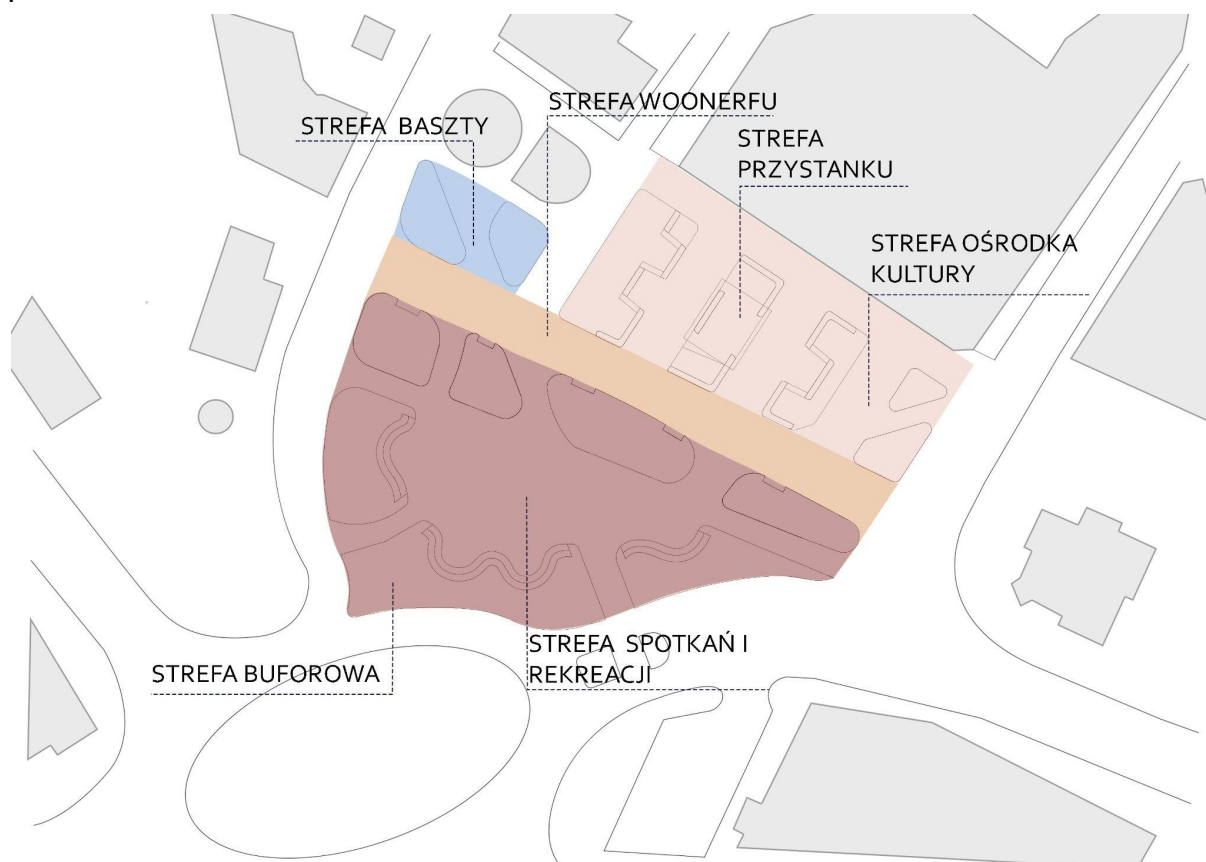 STREFA WOONERFU
STREFA BASZTY
STREFA
PRZYSTANKU
STREFA OŚRODKA
KULTURY
STREFA SPOTKAŃ I
REKREACJI
STREFA BUFOROWA